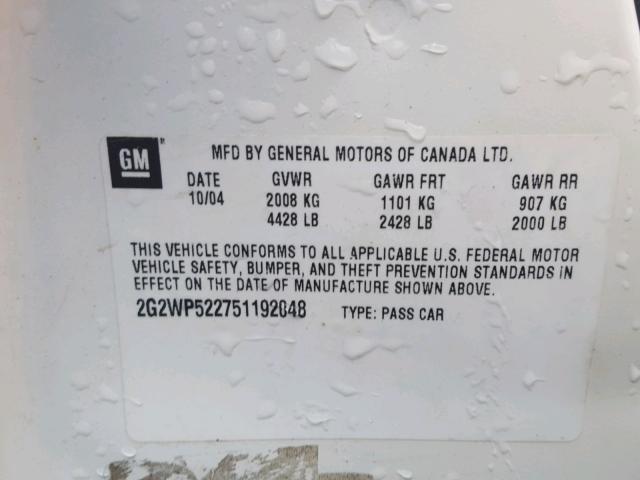 GM
MFD BY GENERAL MOTORS OF CANADA LTD.
DATE GVWR GAWR FRT GAWR RR
10/04 2008 KG 1101 KG 907 KG
4428 LB 2428 LB 2000 LB
THIS VEHICLE CONFORMS TO ALL APPLICABLE U.S. FEDERAL MOTOR
VEHICLE SAFETY, BUMPER, AND THEFT PREVENTION STANDARDS IN
EFFECT ON THE DATE OF MANUFACTURE SHOWN ABOVE.
2G2WP522751192048 TYPE: PASS CAR